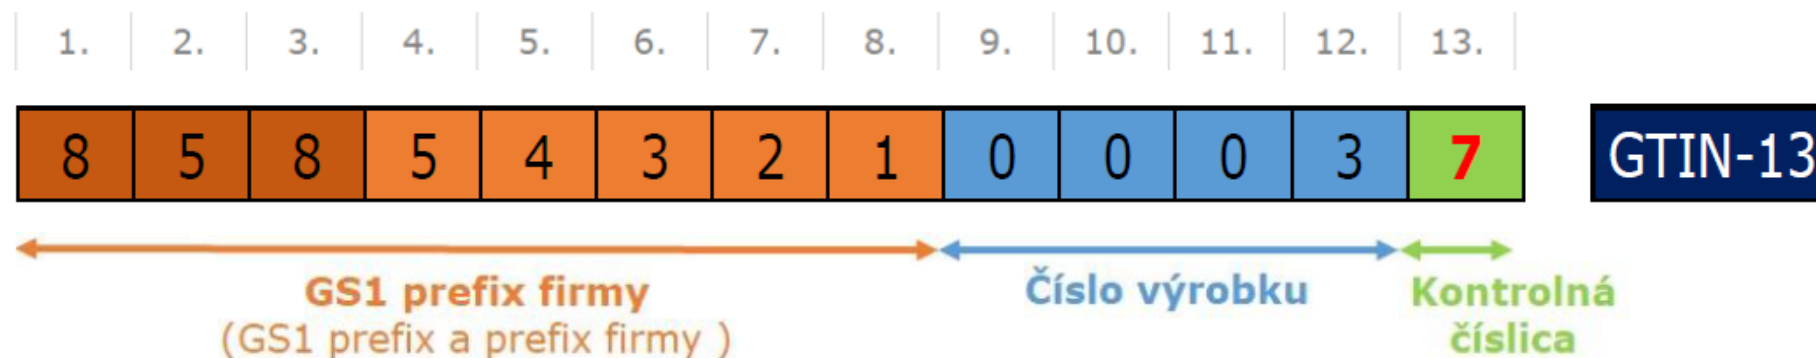 1. 2. 3. 4. 5. 6. 7. 8. 9. 10. 11. 12. 13.
8 5 8 5 4 3 2 1 0 0 0 3 7 GTIN-13
GS1 prefix firmy Číslo výrobku Kontrolná
(GS1 prefix a prefix firmy ) číslica